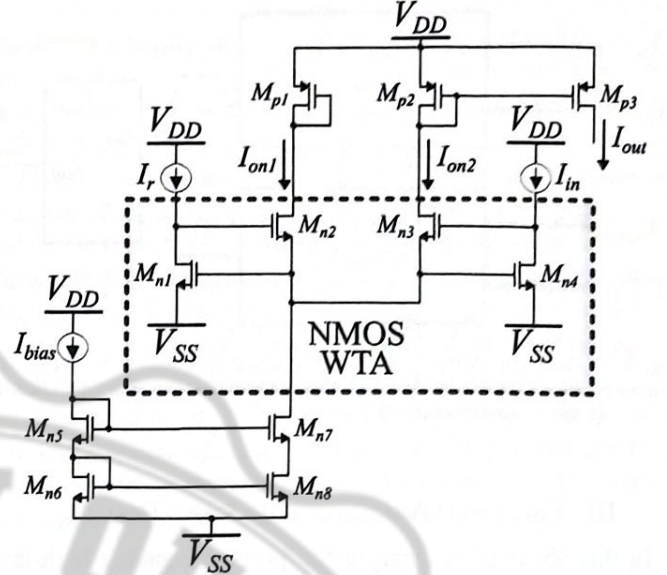 V_DD
M_p1
M_p2
M_p3
V_DD
V_DD
I_r
I_on1
I_on2
I_in
I_out
M_n2
M_n3
M_n1
M_n4
V_DD
V_SS
V_SS
NMOS
WTA
I_bias
M_n5
M_n7
M_n6
M_n8
V_SS